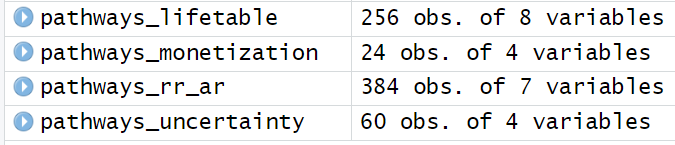 pathways_lifetable 256 obs. of 8 variables
pathways_monetization 24 obs. of 4 variables
pathways_rr_ar 384 obs. of 7 variables
pathways_uncertainty 60 obs. of 4 variables